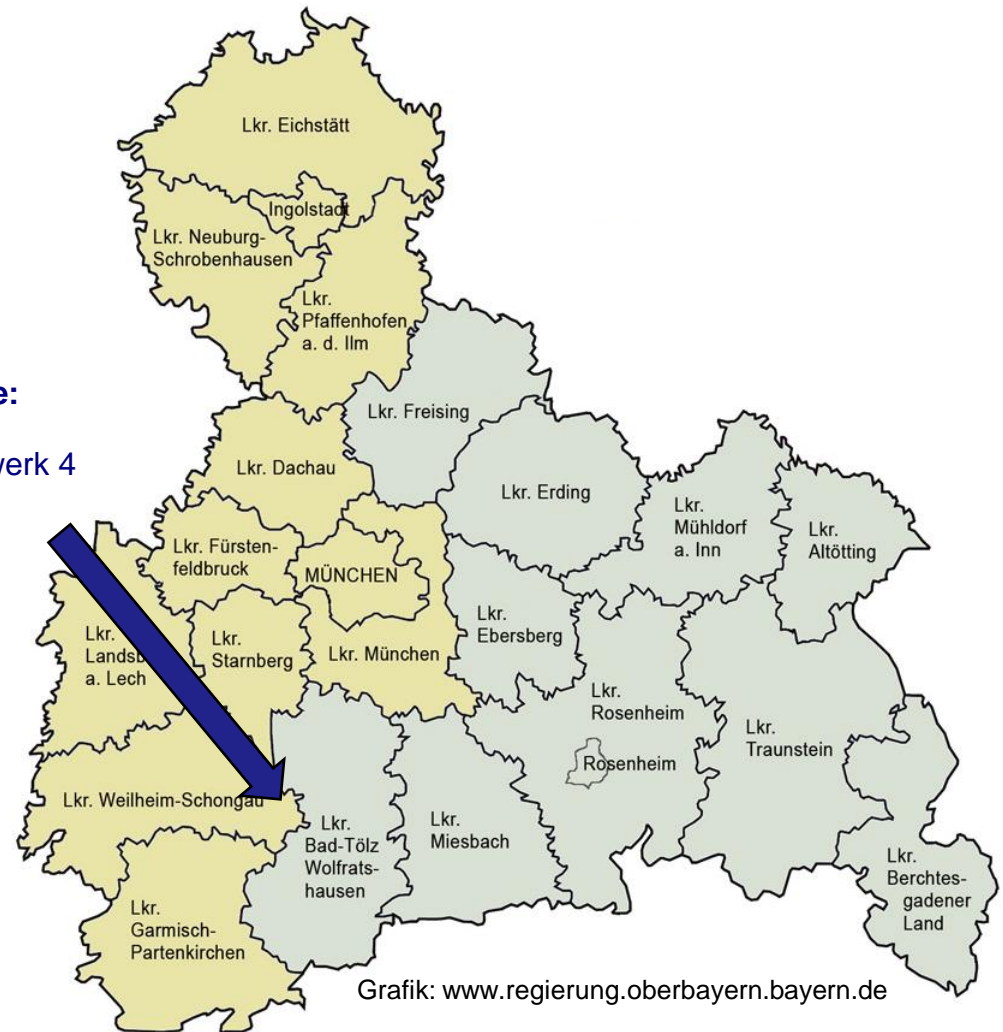 Lkr. Eichstätt
Ingolstadt
Lkr. Neuburg-
Schrobenhausen
Lkr.
Pfaffenhofen
a. d. Ilm
e:
Lkr. Freising
werk 4
Lkr. Dachau
Lkr. Erding
Lkr.
Mühldorf
a. Inn
Lkr.
Altötting
Lkr. Fürsten-
feldbruck
MÜNCHEN
Lkr.
Ebersberg
Lkr.
Landsb
a. Lech
Lkr.
Starnberg
Lkr. München
Lkr.
Rosenheim
Rosenheim
Lkr.
Traunstein
Lkr. Weilheim-Schongau
Lkr.
Bad-Tölz
Wolfrats-
hausen
Lkr.
Miesbach
Lkr.
Berchtes-
gadener
Land
Lkr.
Garmisch-
Partenkirchen
Grafik: www.regierung.oberbayern.bayern.de